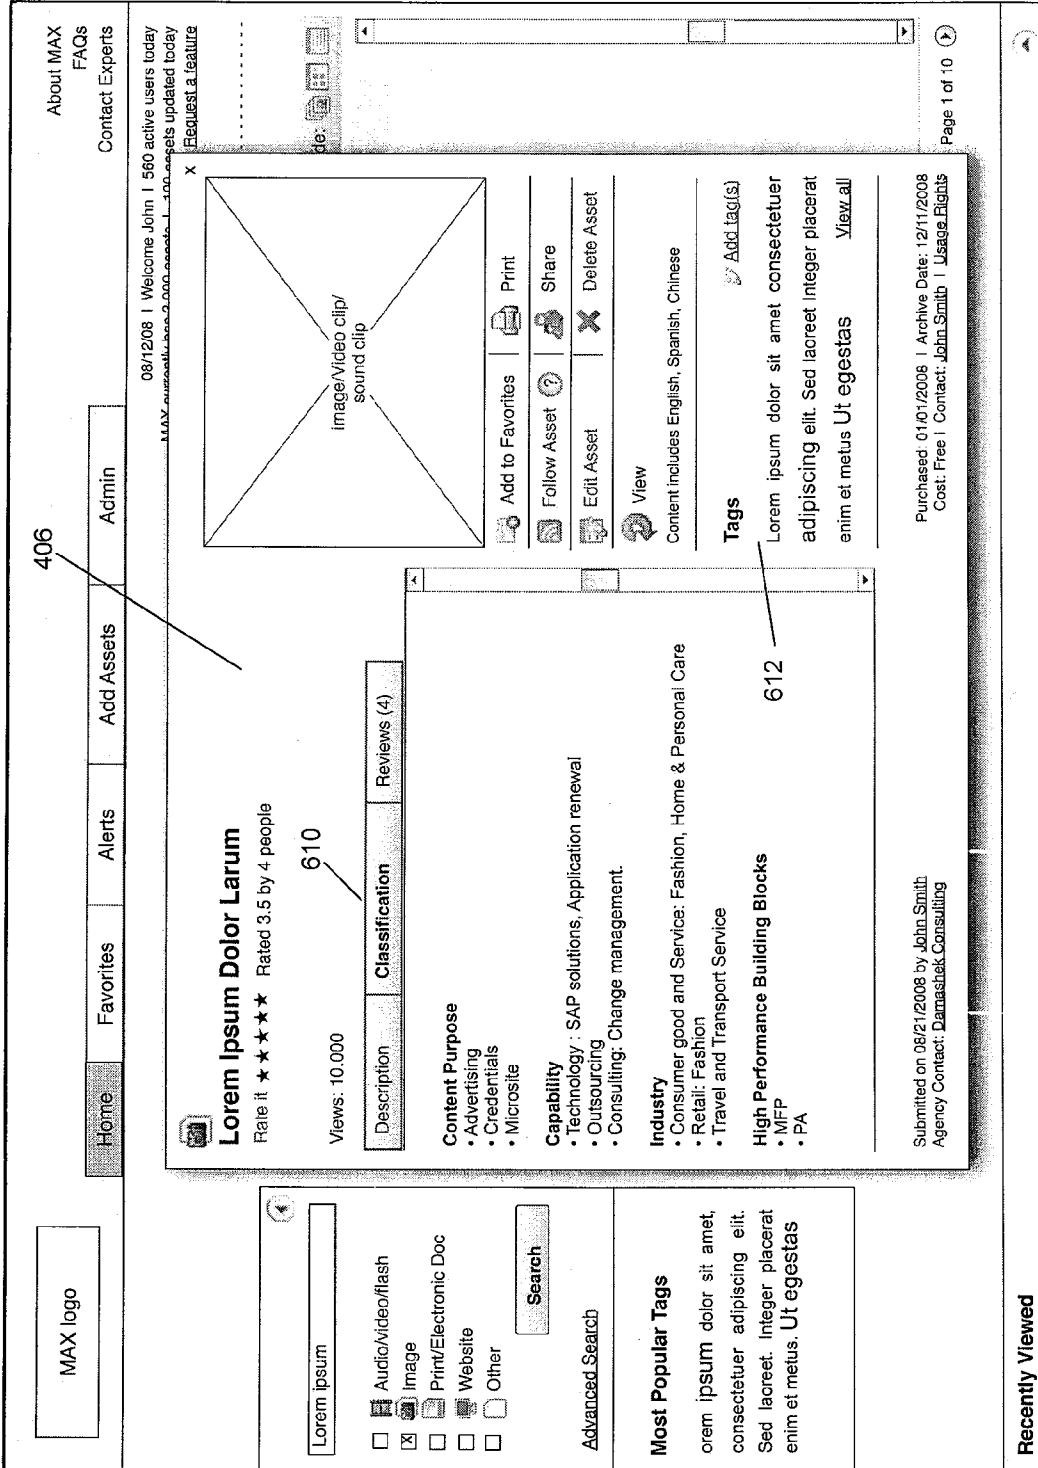 MAX logo
About MAX
FAQs
Contact Experts
Home
Favorites
Alerts
Add Assets
Admin
406
08/12/08 I Welcome John I 560 active users today
MAX currently has 2,000 assets I 100 assets updated today
Request a feature
Lorem ipsum
Audio/video/flash
x Image
Print/Electronic Doc
Website
Other
Search
Advanced Search
Most Popular Tags
orem ipsum dolor sit amet,
consectetuer adipiscing elit.
Sed laoreet. Integer placerat
enim et metus. Ut egestas
x
Lorem Ipsum Dolor Larum
Rate it ★★★★★ Rated 3.5 by 4 people
Views: 10.000
610
Description
Classification
Reviews (4)
Content Purpose
• Advertising
• Credentials
• Microsite
Capability
• Technology : SAP solutions, Application renewal
• Outsourcing
• Consulting: Change management.
Industry
• Consumer good and Service: Fashion, Home & Personal Care
• Retail: Fashion
• Travel and Transport Service
High Performance Building Blocks
• MFP
• PA
image/Video clip/
sound clip
Add to Favorites
Print
Follow Asset ?
Share
Edit Asset
Delete Asset
View
Content includes English, Spanish, Chinese
612
Tags
Add tag(s)
Lorem ipsum dolor sit amet consectetuer
adipiscing elit. Sed laoreet Integer placerat
enim et metus Ut egestas
View all
Submitted on 08/21/2008 by John Smith
Agency Contact: Damashek Consulting
Purchased: 01/01/2008 I Archive Date: 12/11/2008
Cost: Free I Contact: John Smith I Usage Rights
de:
Page 1 of 10
Recently Viewed